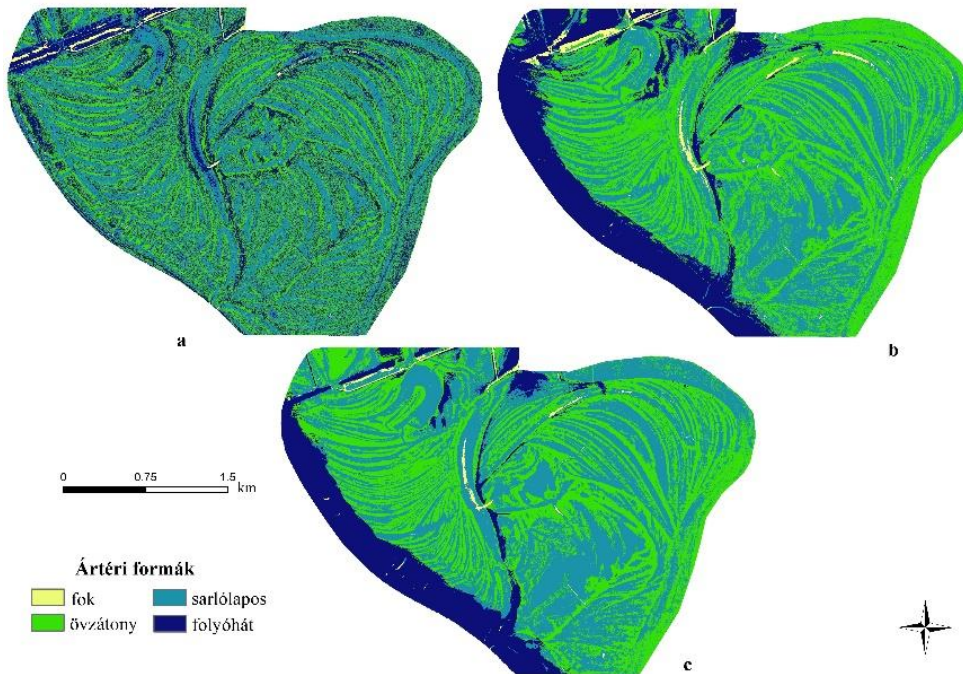 a
b
0 0.75 1.5
km
Ártéri formák
fok
sarlólapos
övzátony
folyóhát
c